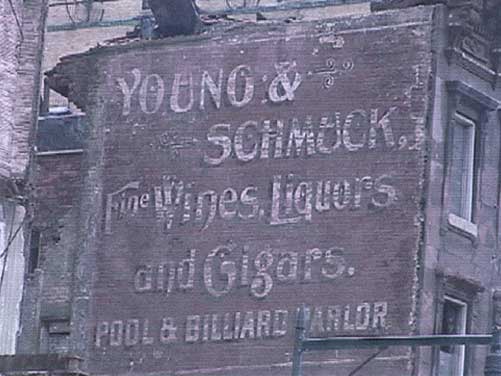 YOUNG &
SCHMUCK,
Fine Wines, Liquors
and Cigars.
POOL & BILLIARD PARLOR